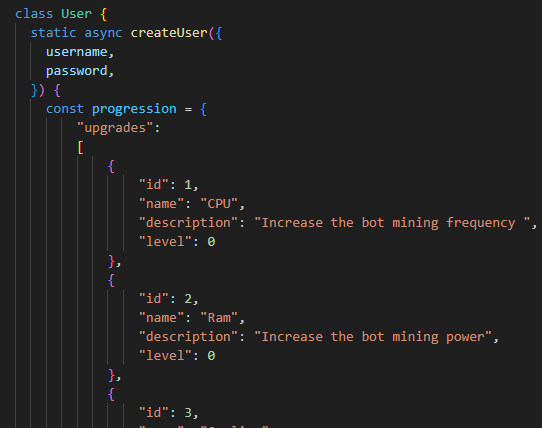 class User {
static async createUser({
username,
password,
}) {
const progression = {
"upgrades":
[
{
"id": 1,
"name": "CPU",
"description": "Increase the bot mining frequency ",
"level": 0
},
{
"id": 2,
"name": "Ram",
"description": "Increase the bot mining power",
"level": 0
},
{
"id": 3,